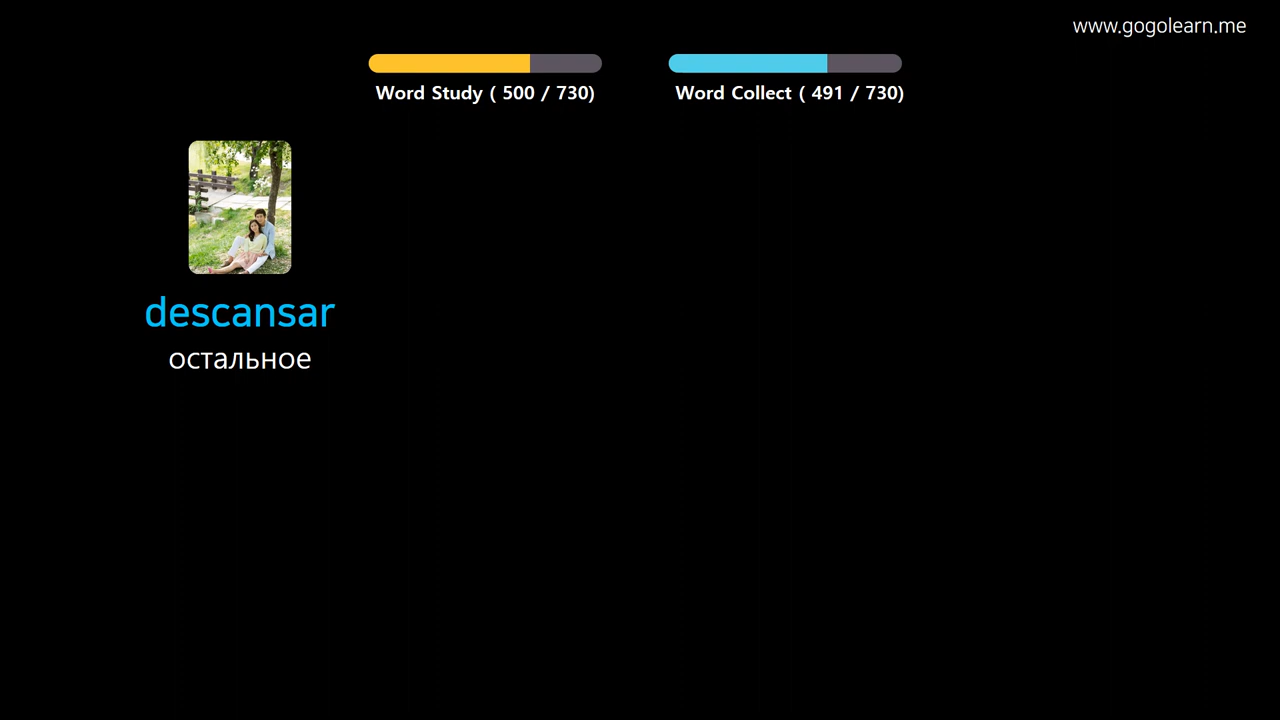 www.gogolearn.me
Word Study ( 500 / 730)
Word Collect ( 491 / 730)
descansar
остальное